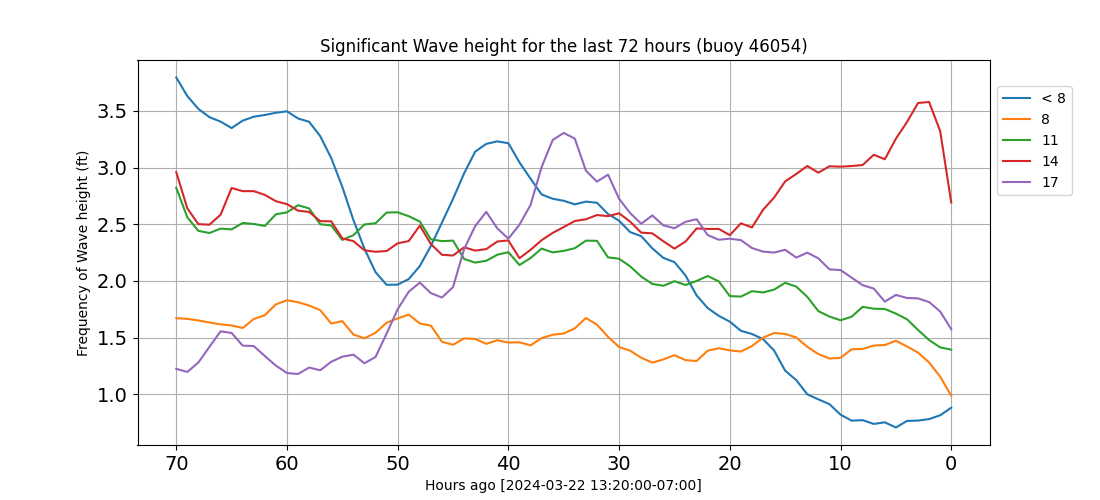 Significant Wave height for the last 72 hours (buoy 46054)
Frequency of Wave height (ft)
3.5
3.0
2.5
2.0
1.5
1.0
70 60 50 40 30 20 10 0
Hours ago [2024-03-22 13:20:00-07:00]
< 8
8
11
14
17